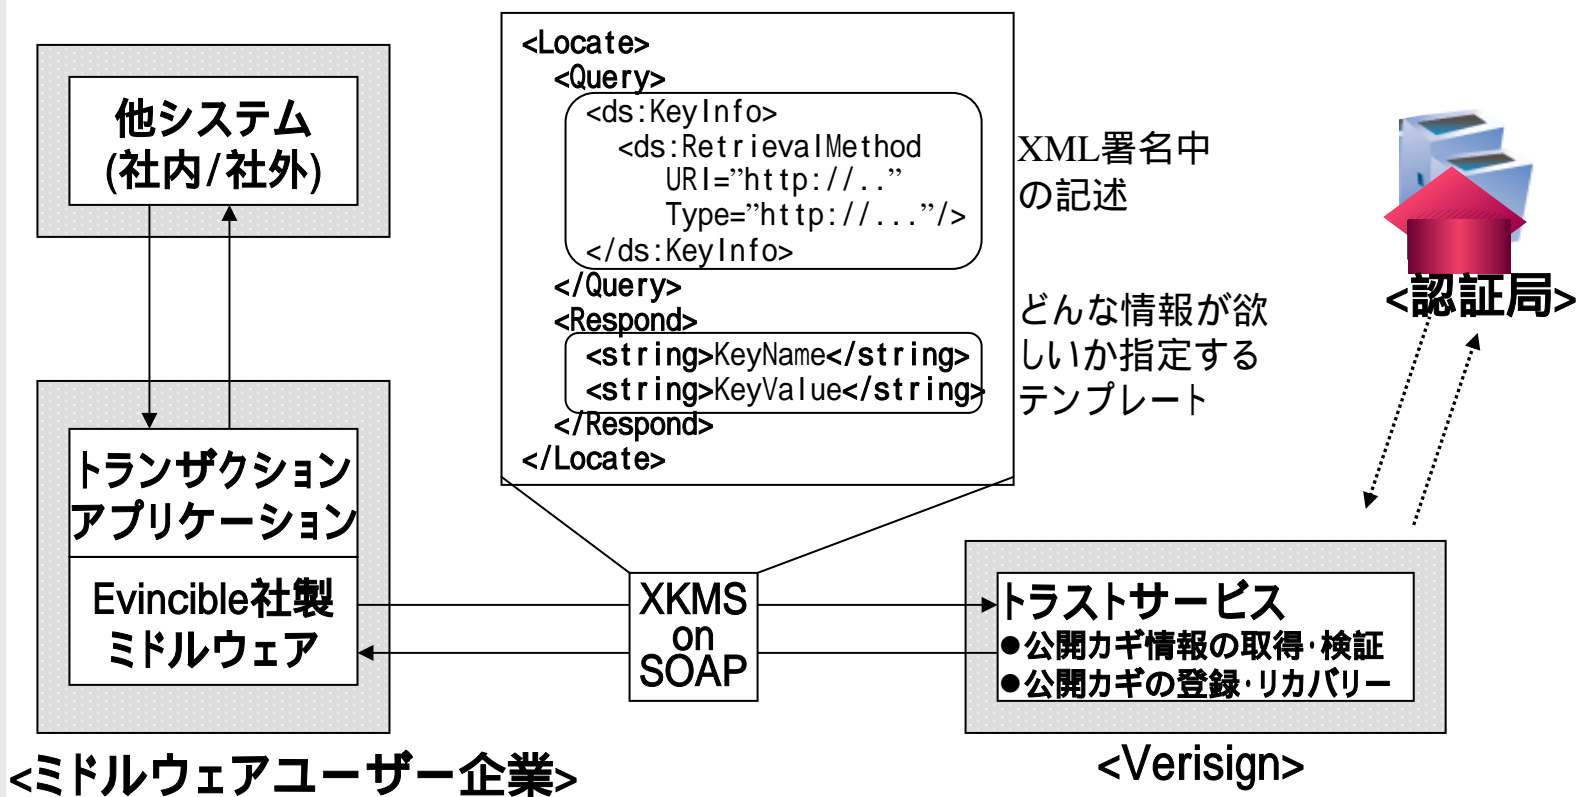 他システム
(社内/社外)
トランザクション
アプリケーション
Evincible社製
ミドルウェア
<ミドルウェアユーザー企業>
<Locate>
<Query>
<ds:KeyInfo>
<ds:RetrievalMethod
URI=”http://..”
Type=”http://...”/>
</ds:KeyInfo>
</Query>
<Respond>
<string>KeyName</string>
<string>KeyValue</string>
</Respond>
</Locate>
XML署名中
の記述
どんな情報が欲
しいか指定する
テンプレート
XKMS
on
SOAP
<認証局>
トラストサービス
●公開カギ情報の取得・検証
●公開カギの登録・リカバリー
<Verisign>